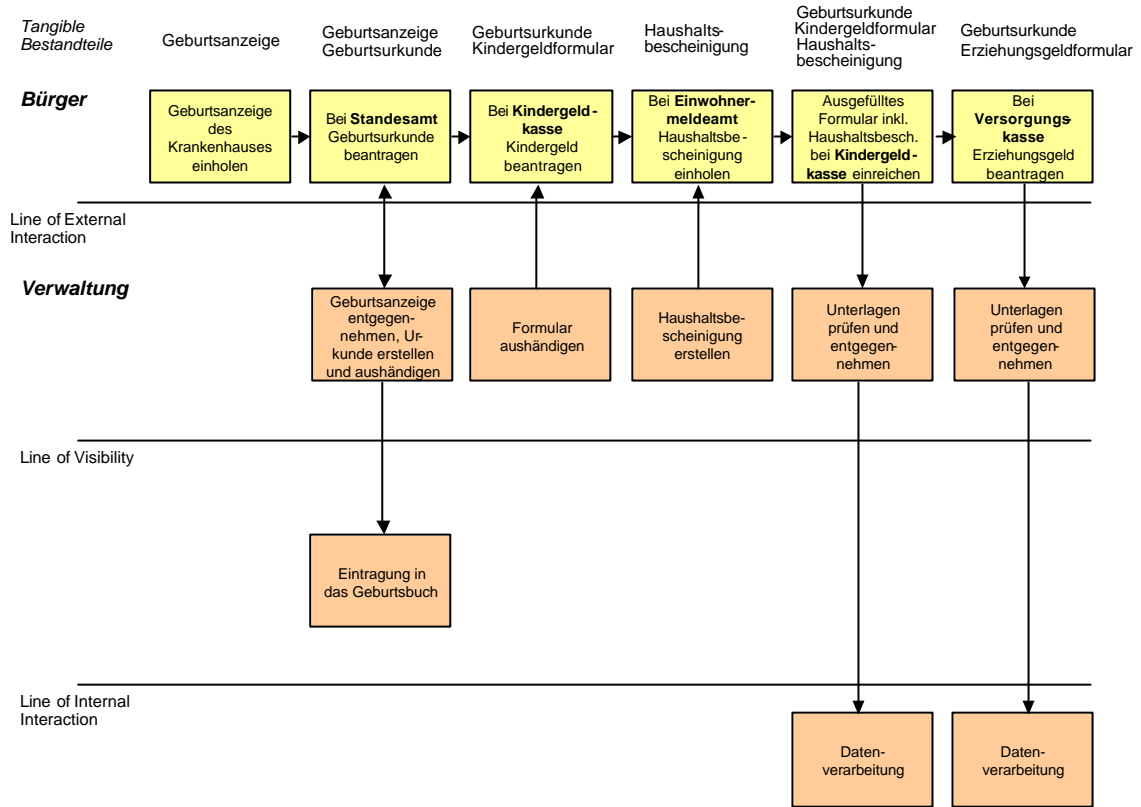 Tangible
Bestandteile
Geburtsanzeige
Geburtsanzeige
Geburtsurkunde
Geburtsurkunde
Kindergeldformular
Haushalts-
bescheinigung
Geburtsurkunde
Kindergeldformular
Haushalts-
bescheinigung
Geburtsurkunde
Erziehungsgeldformular
Bürger
Geburtsanzeige
des
Krankenhauses
einholen
Bei Standesamt
Geburtsurkunde
beantragen
Bei Kindergeld-
kasse
Kindergeld
beantragen
Bei Einwohner-
meldeamt
Haushaltsbe-
scheinigung
einholen
Ausgefülltes
Formular inkl.
Haushaltsbesch.
bei Kindergeld-
kasse einreichen
Bei
Versorgungs-
kasse
Erziehungsgeld
beantragen
Line of External
Interaction
Verwaltung
Geburtsanzeige
entgegen-
nehmen, Ur-
kunde erstellen
und aushändigen
Formular
aushändigen
Haushaltsbe-
scheinigung
erstellen
Unterlagen
prüfen und
entgegen-
nehmen
Unterlagen
prüfen und
entgegen-
nehmen
Line of Visibility
Eintragung in
das Geburtsbuch
Line of Internal
Interaction
Daten-
verarbeitung
Daten-
verarbeitung